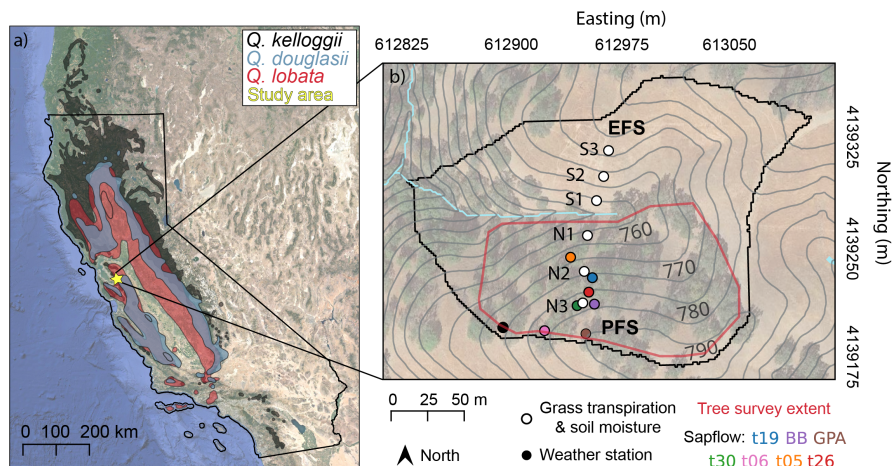 Easting (m)
612825 612900 612975 613050
a)
Q. kelloggii
Q. douglasii
Q. lobata
Study area
b)
EFS
S3
S2
S1
N1
760
N2
770
N3
780
PFS
790
4139325
4139250
4139175
Northing (m)
0 100 200 km
0 25 50 m
North
Grass transpiration
& soil moisture
Weather station
Tree survey extent
Sapflow: t19 BB GPA
t30 t06 t05 t26